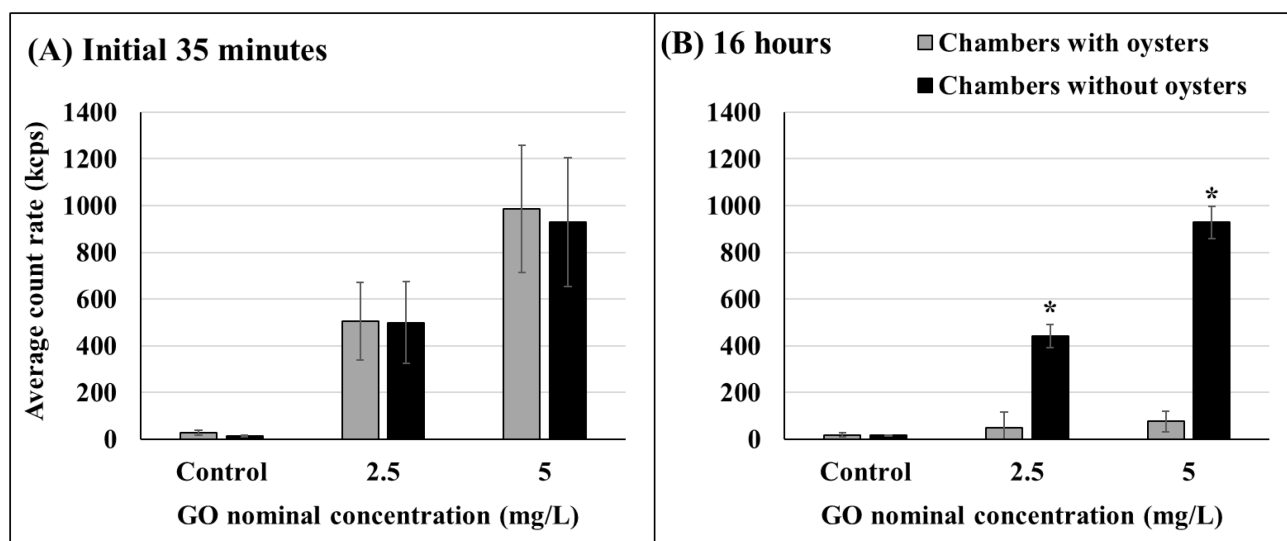 (A) Initial 35 minutes
Average count rate (kcps)
1400
1200
1000
800
600
400
200
0
Control 2.5 5
GO nominal concentration (mg/L)
(B) 16 hours
Chambers with oysters
Chambers without oysters
1400
1200
1000
800
600
400
200
0
*
*
Control 2.5 5
GO nominal concentration (mg/L)